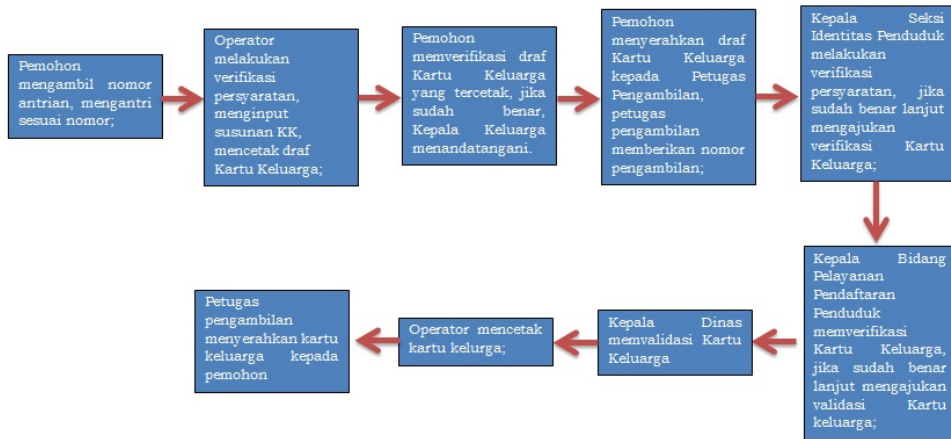 Pemohon
mengambil nomor
antrian, mengantri
sesuai nomor;
Operator
melakukan
verifikasi
persyaratan,
menginput
susunan KK,
mencetak draf
Kartu Keluarga;
Pemohon
memverifikasi draf
Kartu Keluarga
yang tercetak, jika
sudah benar,
Kepala Keluarga
menandatangani.
Pemohon
menyerahkan draf
Kartu Keluarga
kepada Petugas
Pengambilan,
petugas
pengambilan
memberikan nomor
pengambilan;
Kepala Seksi
Identitas Penduduk
melakukan
verifikasi
persyaratan, jika
sudah benar lanjut
mengajukan
verifikasi Kartu
Keluarga;
Kepala Bidang
Pelayanan
Pendaftaran
Penduduk
memverifikasi
Kartu Keluarga,
jika sudah benar
lanjut mengajukan
validasi Kartu
keluarga;
Kepala Dinas
memvalidasi Kartu
Keluarga
Operator mencetak
kartu kelurga;
Petugas
pengambilan
menyerahkan kartu
keluarga kepada
pemohon